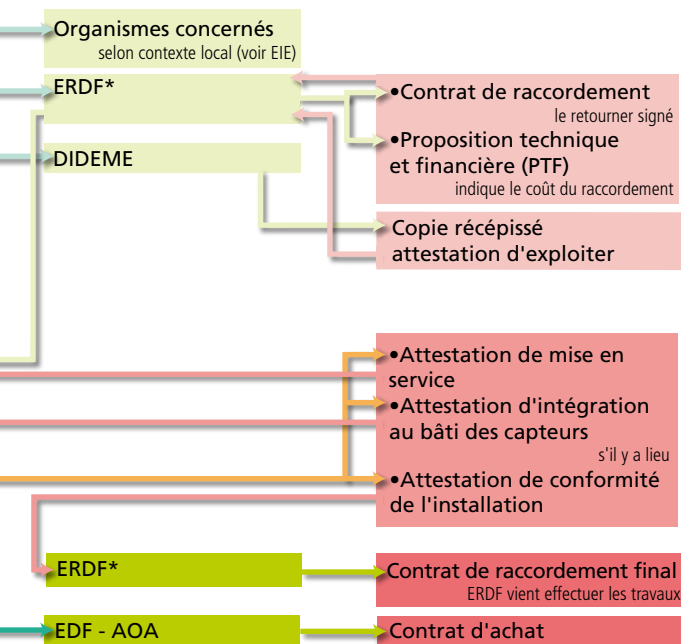 Organismes concernés
selon contexte local (voir EIE)
ERDF*
DIDEME
•Contrat de raccordement
le retourner signé
•Proposition technique
et financière (PTF)
indique le coût du raccordement
Copie récépissé
attestation d'exploiter
•Attestation de mise en
service
•Attestation d'intégration
au bâti des capteurs
s'il y a lieu
•Attestation de conformité
de l'installation
ERDF*
Contrat de raccordement final
ERDF vient effectuer les travaux
EDF - AOA
Contrat d'achat